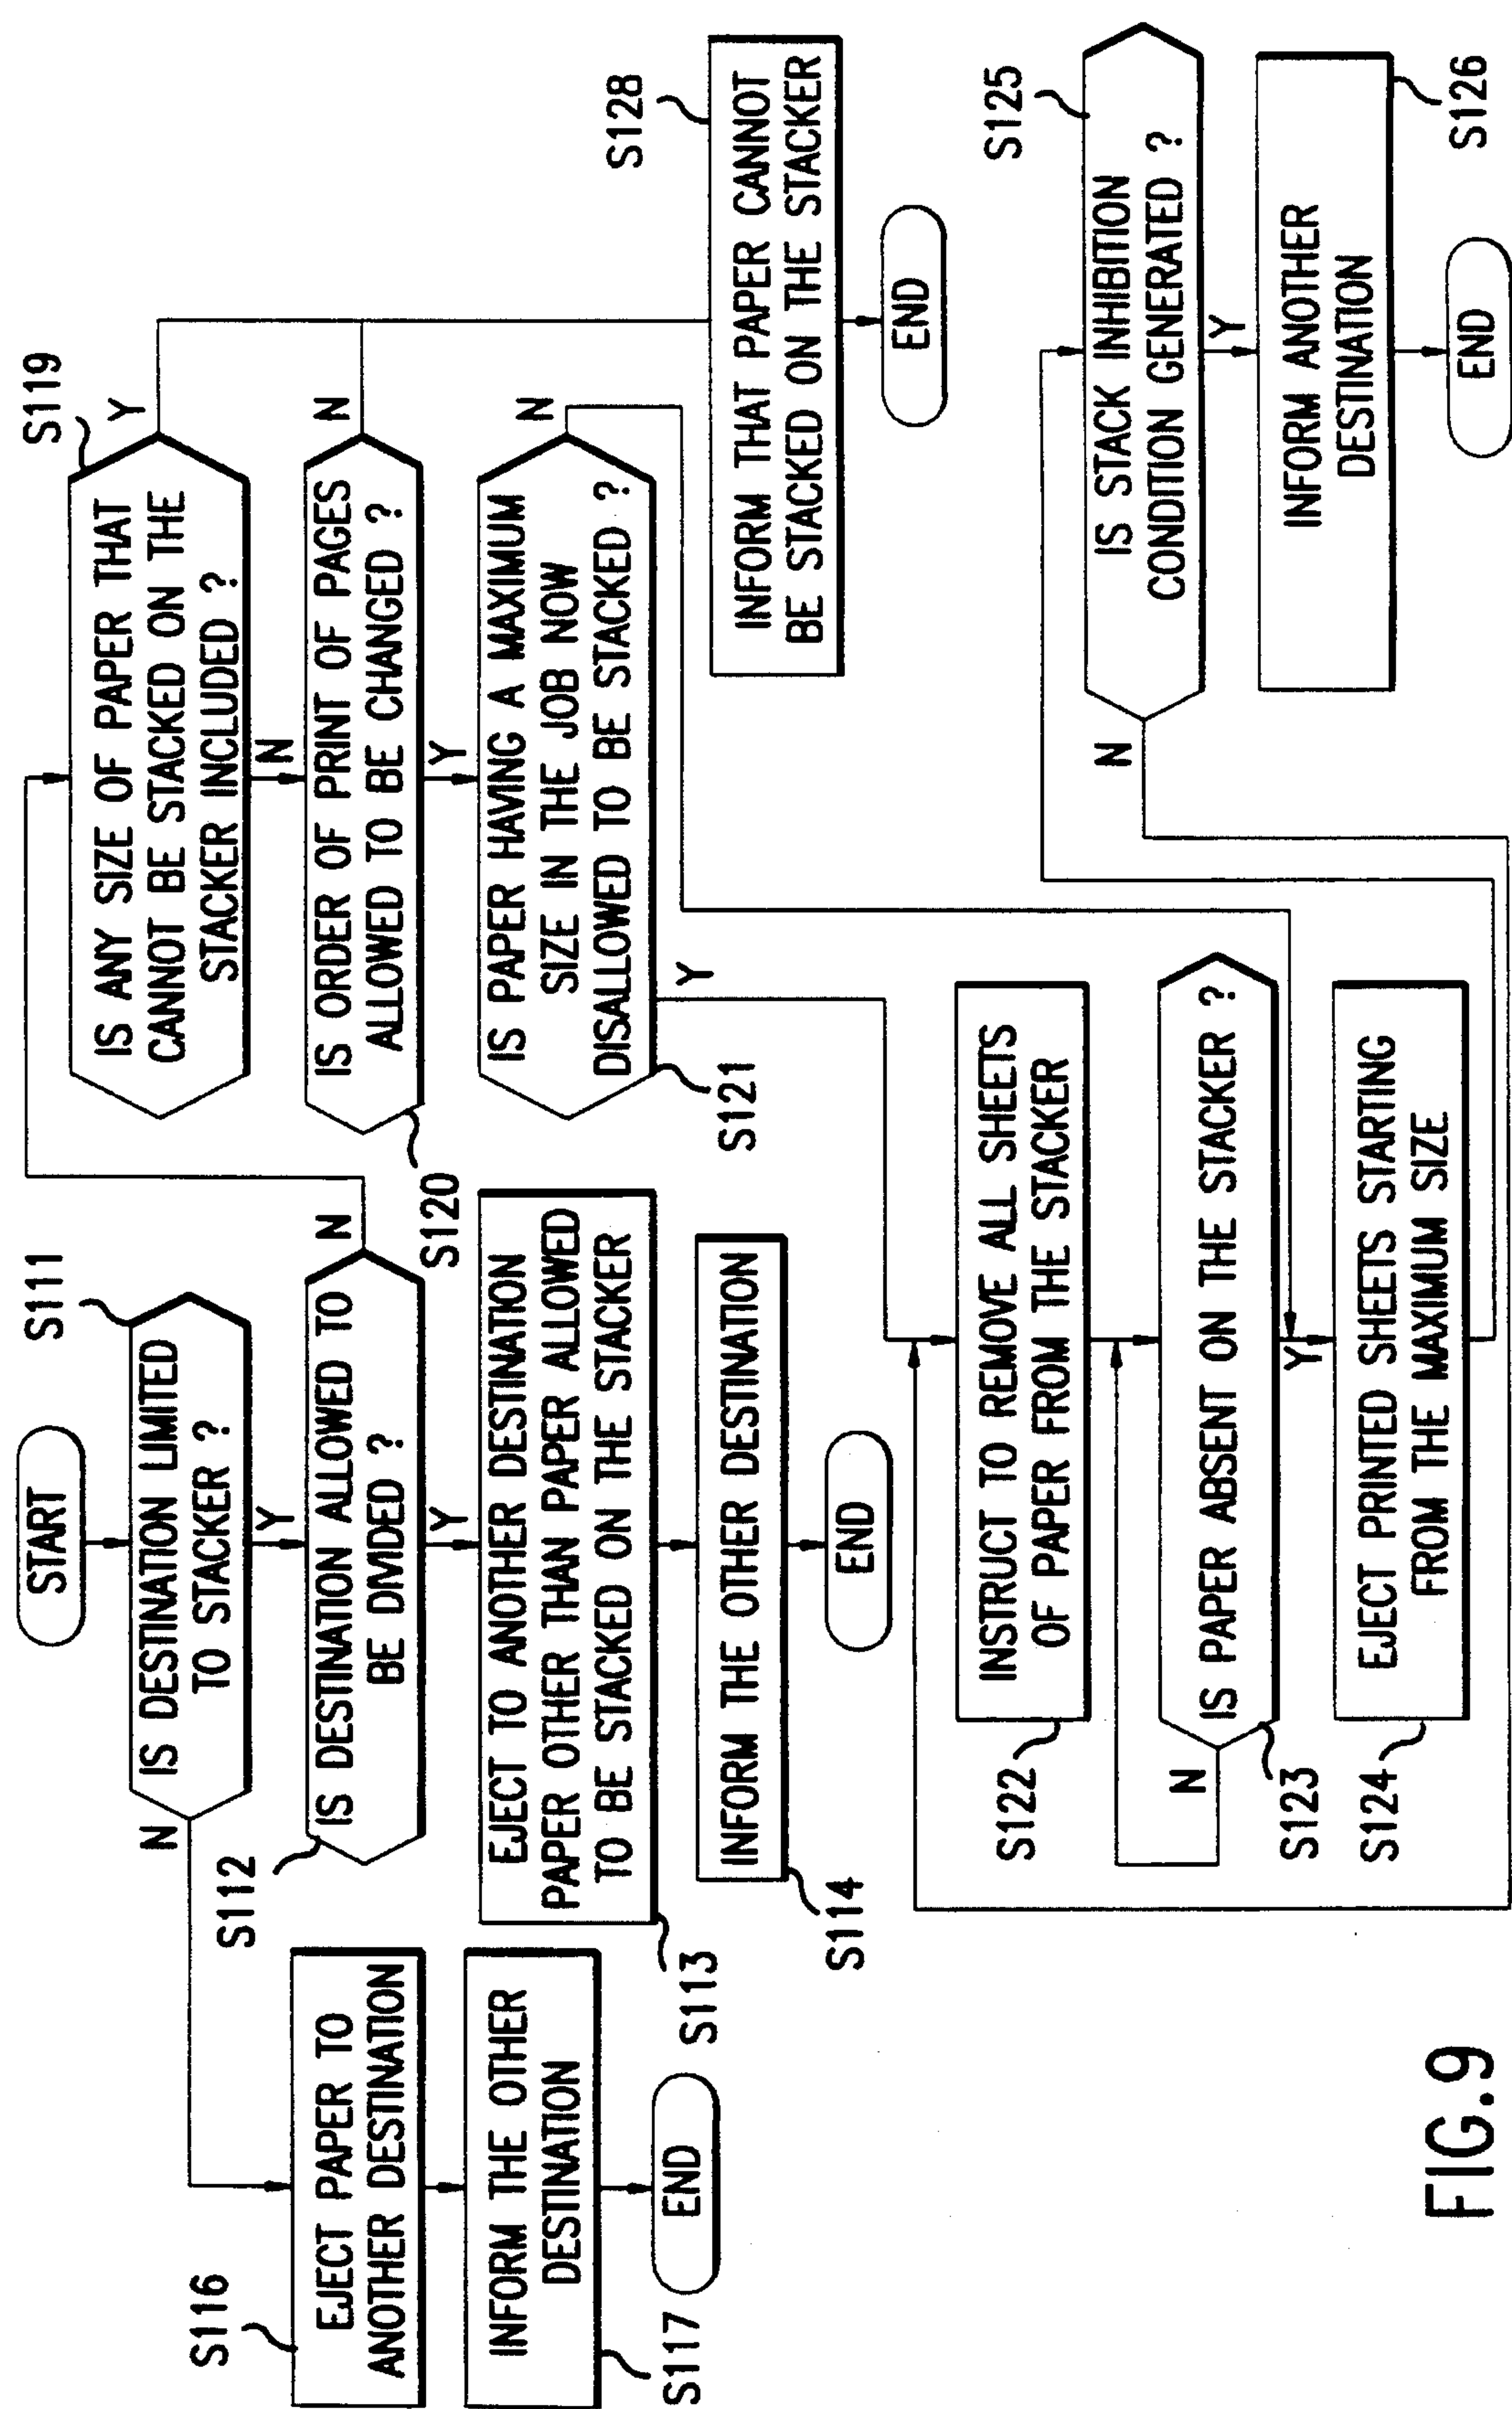 START
S111
IS DESTINATION LIMITED
TO STACKER ?
N
Y
S112
IS DESTINATION ALLOWED TO
BE DIVIDED ?
N
Y
EJECT TO ANOTHER DESTINATION
PAPER OTHER THAN PAPER ALLOWED
TO BE STACKED ON THE STACKER
S113
INFORM THE OTHER DESTINATION
S114
END
S116
EJECT PAPER TO
ANOTHER DESTINATION
INFORM THE OTHER
DESTINATION
S117
END
S119
IS ANY SIZE OF PAPER THAT
CANNOT BE STACKED ON THE
STACKER INCLUDED ?
Y
N
IS ORDER OF PRINT OF PAGES
ALLOWED TO BE CHANGED ?
S120
N
Y
IS PAPER HAVING A MAXIMUM
SIZE IN THE JOB NOW
DISALLOWED TO BE STACKED ?
S121
N
Y
S128
INFORM THAT PAPER CANNOT
BE STACKED ON THE STACKER
END
INSTRUCT TO REMOVE ALL SHEETS
OF PAPER FROM THE STACKER
S122
IS PAPER ABSENT ON THE STACKER ?
N
S123
Y
EJECT PRINTED SHEETS STARTING
FROM THE MAXIMUM SIZE
S124
S125
IS STACK INHIBITION
CONDITION GENERATED ?
N
Y
INFORM ANOTHER
DESTINATION
S126
END
FIG.9